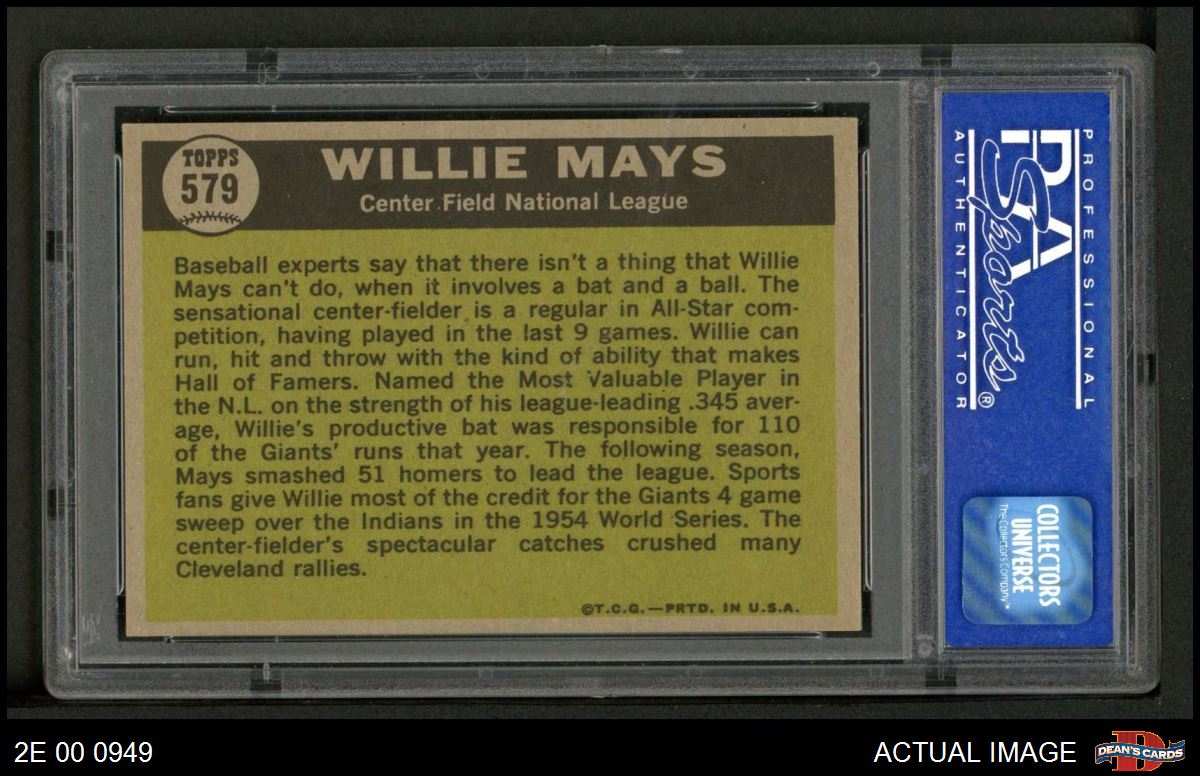 TOPPS
579
WILLIE MAYS
Center Field National League
Baseball experts say that there isn't a thing that Willie
Mays can't do, when it involves a bat and a ball. The
sensational center-fielder is a regular in All-Star com-
petition, having played in the last 9 games. Willie can
run, hit and throw with the kind of ability that makes
Hall of Famers. Named the Most Valuable Player in
the N.L. on the strength of his league-leading .345 aver-
age, Willie's productive bat was responsible for 110
of the Giants' runs that year. The following season,
Mays smashed 51 homers to lead the league. Sports
fans give Willie most of the credit for the Giants 4 game
sweep over the Indians in the 1954 World Series. The
center-fielder's spectacular catches crushed many
Cleveland rallies.
©T.C.G.—PRTD. IN U.S.A.
PROFESSIONAL
PSA
Sports®
AUTHENTICATOR
COLLECTORS
UNIVERSE
The Collectors Company™
2E 00 0949
ACTUAL IMAGE
DEAN'S CARDS